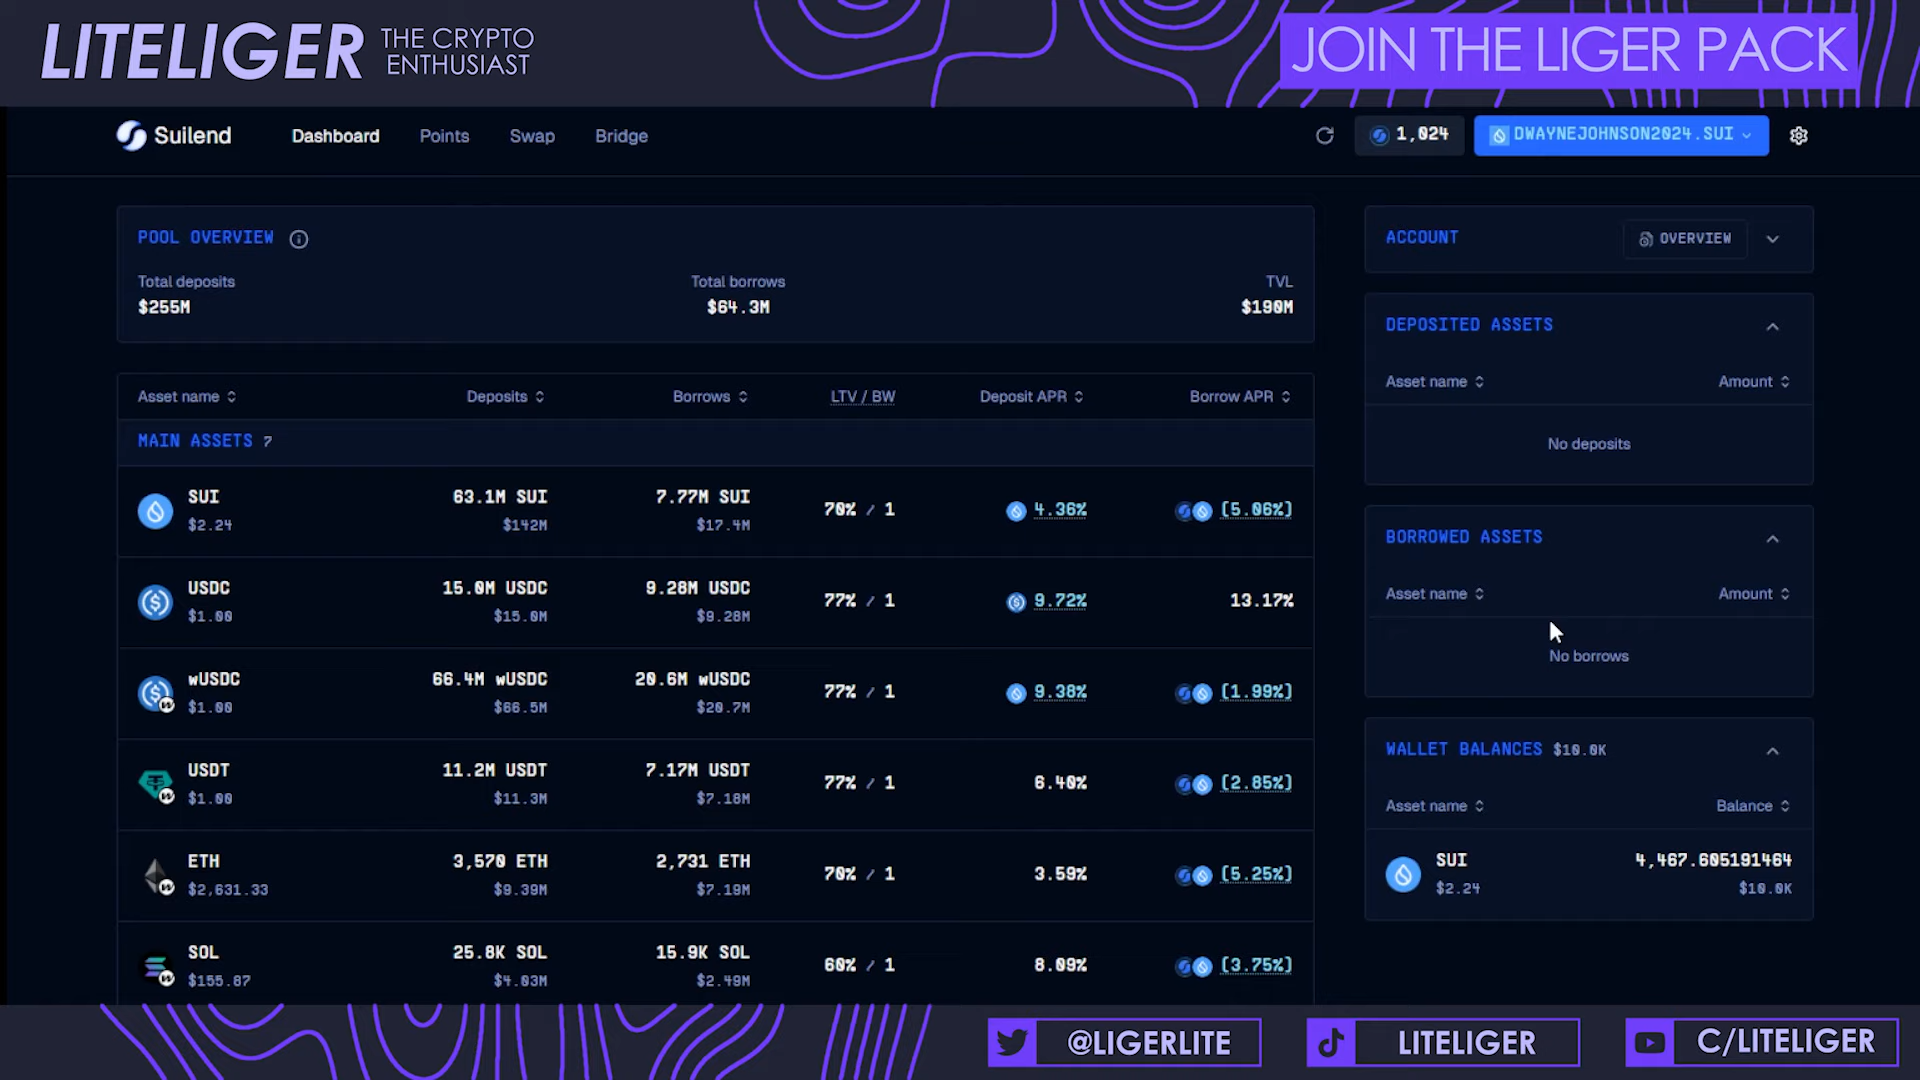 LITELIGER
THE CRYPTO
ENTHUSIAST
JOIN THE LIGER PACK
Suilend
Dashboard
Points
Swap
Bridge
1,024
DWAYNEJOHNSON2024.SUI
POOL OVERVIEW
Total deposits
$255M
Total borrows
$64.3M
TVL
$190M
Asset name
Deposits
Borrows
LTV / BW
Deposit APR
Borrow APR
MAIN ASSETS 7
SUI
$2.24
63.1M SUI
$142M
7.77M SUI
$17.4M
70% / 1
4.36%
(5.06%)
USDC
$1.00
15.0M USDC
$15.0M
9.28M USDC
$9.28M
77% / 1
9.72%
13.17%
wUSDC
$1.00
66.4M wUSDC
$66.5M
20.6M wUSDC
$20.7M
77% / 1
9.38%
(1.99%)
USDT
$1.00
11.2M USDT
$11.3M
7.17M USDT
$7.18M
77% / 1
6.40%
(2.85%)
ETH
$2,631.33
3,570 ETH
$9.39M
2,731 ETH
$7.19M
70% / 1
3.59%
(5.25%)
SOL
$155.87
25.8K SOL
$4.03M
15.9K SOL
$2.49M
60% / 1
8.09%
(3.75%)
ACCOUNT
OVERVIEW
DEPOSITED ASSETS
Asset name
Amount
No deposits
BORROWED ASSETS
Asset name
Amount
No borrows
WALLET BALANCES $10.0K
Asset name
Balance
SUI
$2.24
4,467.605191464
$10.0K
@LIGERLITE
LITELIGER
C/LITELIGER